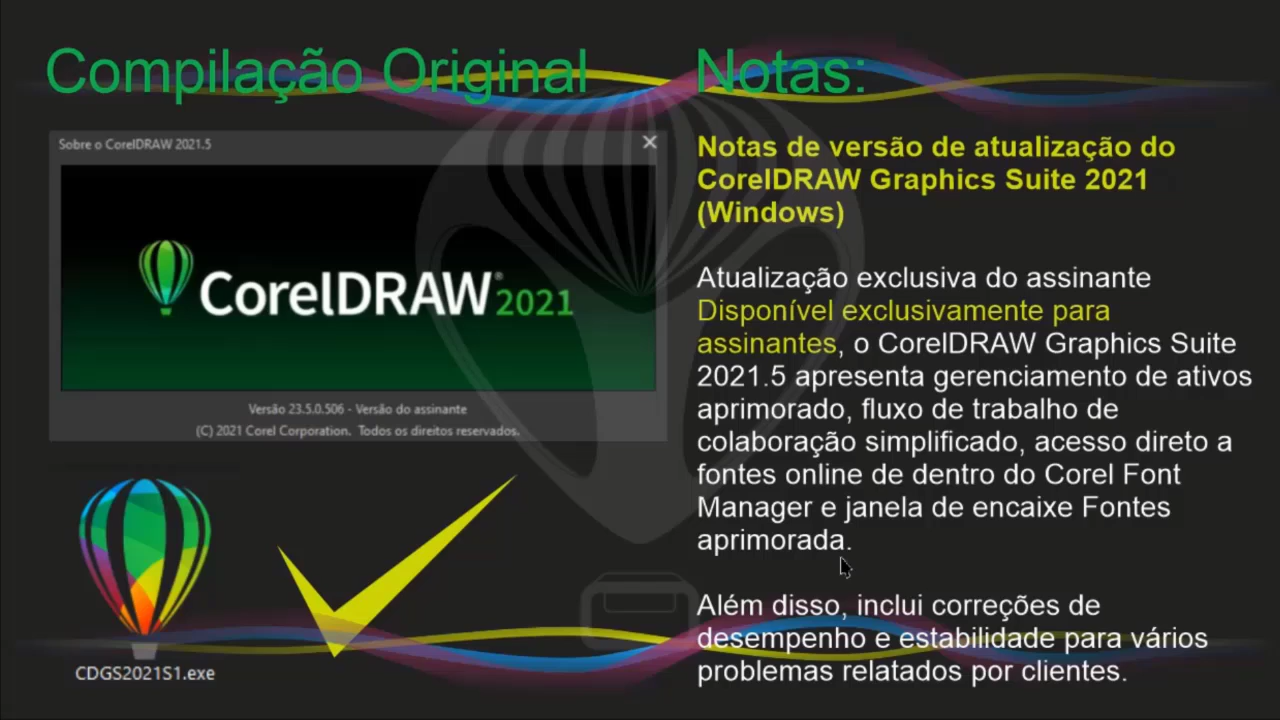 Compilação Original
Sobre o CorelDRAW 2021.5
CorelDRAW® 2021
Versão 23.5.0.506 - Versão do assinante
(C) 2021 Corel Corporation. Todos os direitos reservados.
CDGS2021S1.exe
Notas:
Notas de versão de atualização do
CorelDRAW Graphics Suite 2021
(Windows)
Atualização exclusiva do assinante
Disponível exclusivamente para
assinantes, o CorelDRAW Graphics Suite
2021.5 apresenta gerenciamento de ativos
aprimorado, fluxo de trabalho de
colaboração simplificado, acesso direto a
fontes online de dentro do Corel Font
Manager e janela de encaixe Fontes
aprimorada.
Além disso, inclui correções de
desempenho e estabilidade para vários
problemas relatados por clientes.